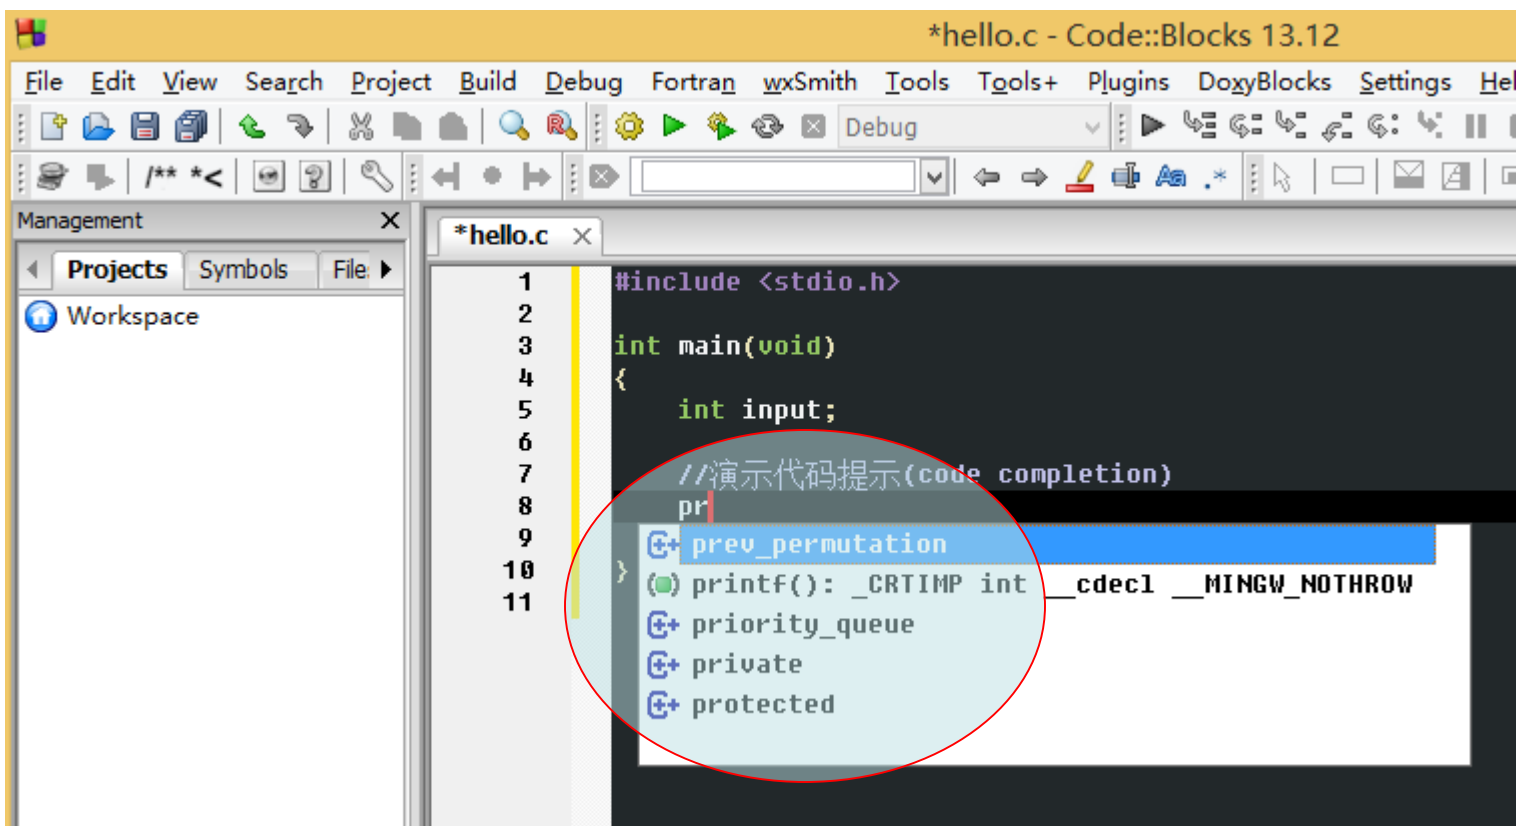 *hello.c - Code::Blocks 13.12
File Edit View Search Project Build Debug Fortran wxSmith Tools Tools+ Plugins DoxyBlocks Settings Hel
Debug
/** *<
Aa .*
Management
*hello.c
Projects Symbols File
Workspace
1 #include <stdio.h>
2
3 int main(void)
4 {
5 int input;
6
7 //演示代码提示(code completion)
8 pr
9
10 }
11
prev_permutation
printf(): _CRTIMP int __cdecl __MINGW_NOTHROW
priority_queue
private
protected